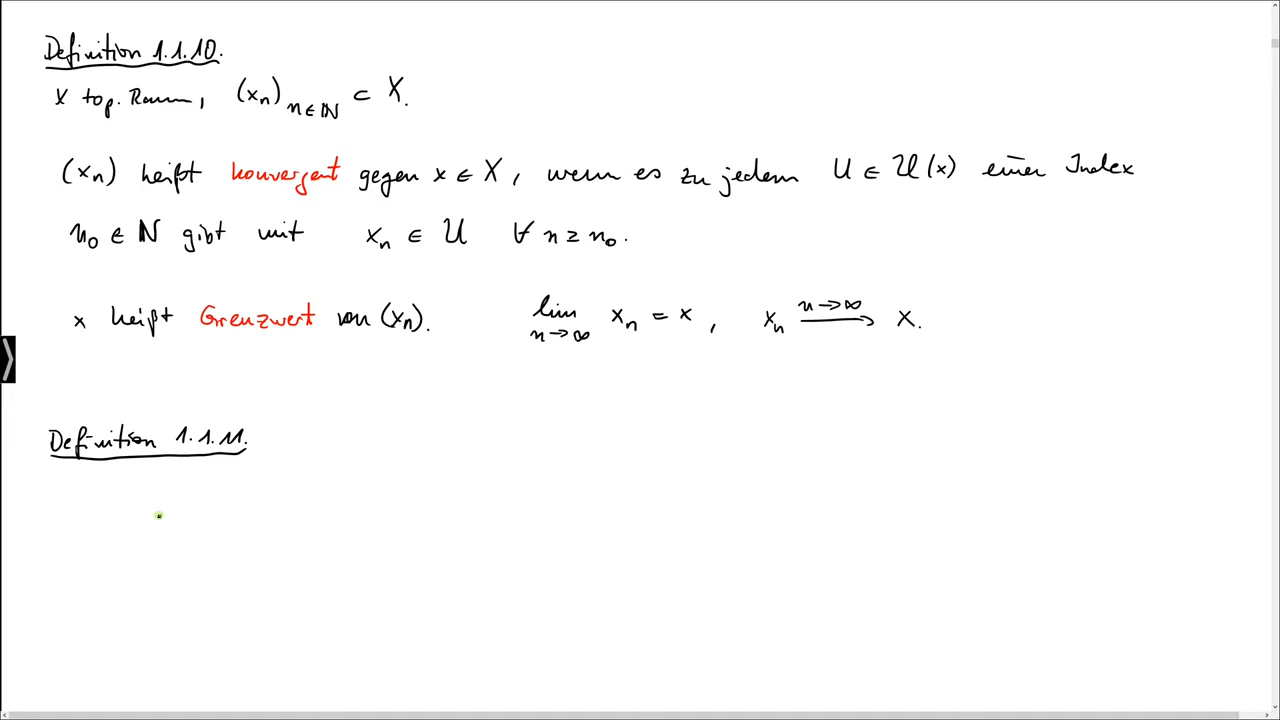 Definition 1.1.10.
X top. Raum, (xₙ)ₙ∈ℕ ⊂ X.
(xₙ) heißt konvergent gegen x ∈ X, wenn es zu jedem U ∈ 𝒰(x) einen Index
n₀ ∈ ℕ gibt mit xₙ ∈ U ∀ n ≥ n₀.
x heißt Grenzwert von (xₙ). lim n→∞ xₙ = x, xₙ —n→∞→ x.
Definition 1.1.11.